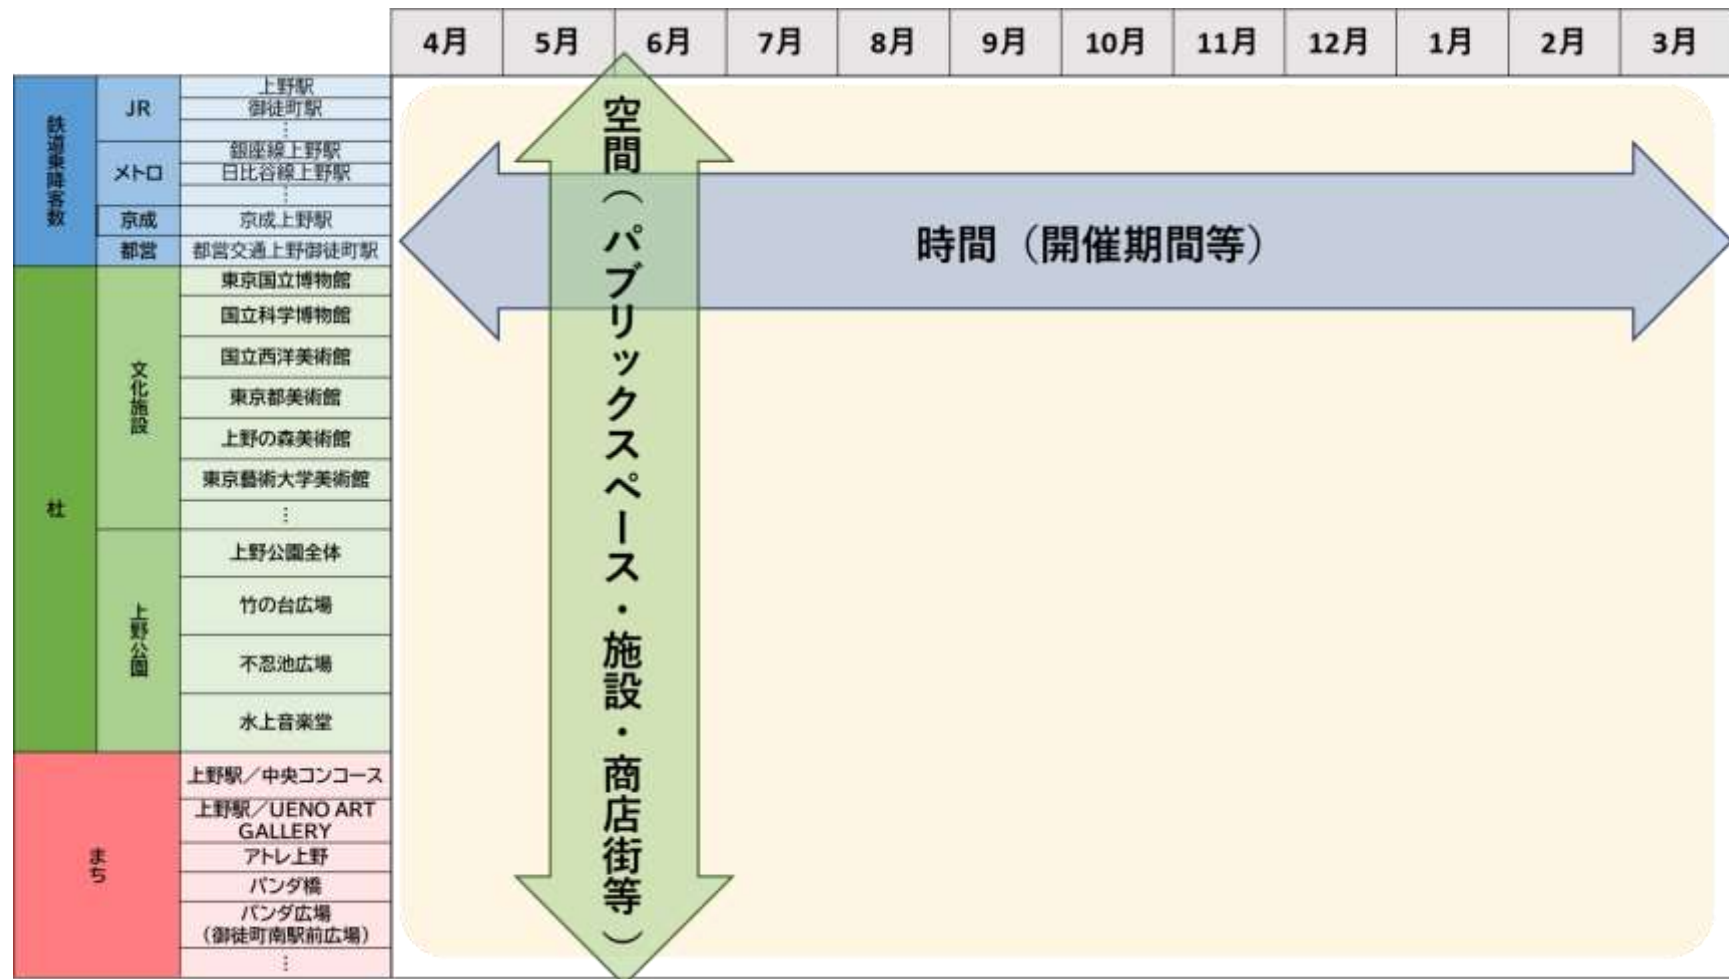 4月 5月 6月 7月 8月 9月 10月 11月 12月 1月 2月 3月
鉄道乗降客数
JR
上野駅
御徒町駅
⋮
メトロ
銀座線上野駅
日比谷線上野駅
⋮
京成
京成上野駅
都営
都営交通上野御徒町駅
杜
文化施設
東京国立博物館
国立科学博物館
国立西洋美術館
東京都美術館
上野の森美術館
東京藝術大学美術館
⋮
上野公園
上野公園全体
竹の台広場
不忍池広場
水上音楽堂
まち
上野駅／中央コンコース
上野駅／UENO ART
GALLERY
アトレ上野
パンダ橋
パンダ広場
（御徒町南駅前広場）
⋮
空間（パブリックスペース・施設・商店街等）
時間（開催期間等）